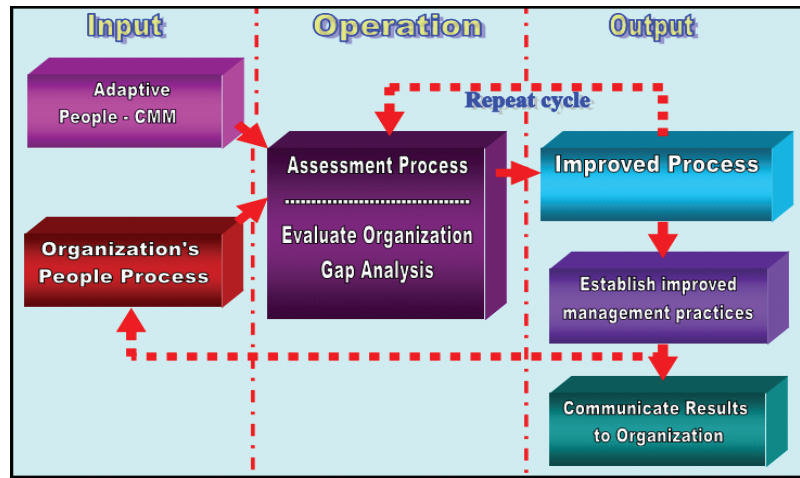 Input
Operation
Output
Adaptive
People - CMM
Repeat cycle
Assessment Process
Evaluate Organization
Gap Analysis
Improved Process
Organization's
People Process
Establish improved
management practices
Communicate Results
to Organization